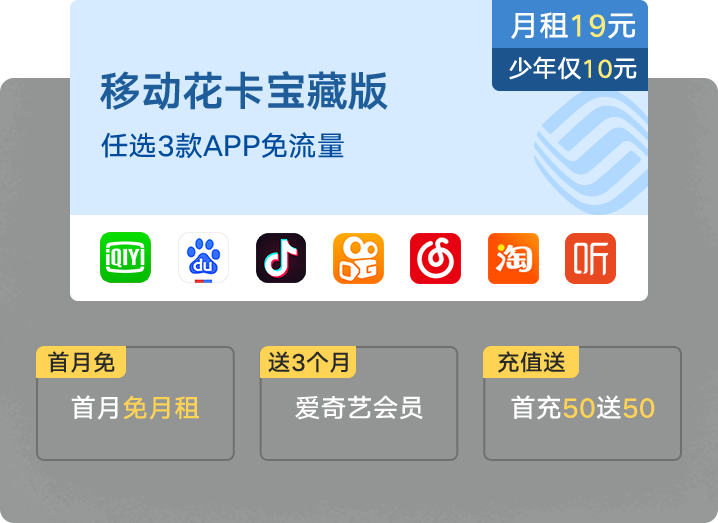 月租19元
少年仅10元
移动花卡宝藏版
任选3款APP免流量
iQIYI
du
淘
听
首月免
首月免月租
送3个月
爱奇艺会员
充值送
首充50送50